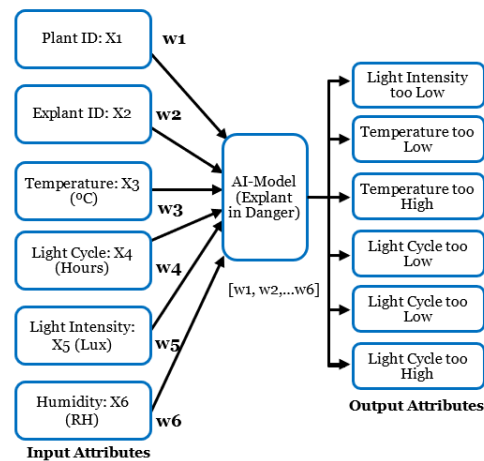 Plant ID: X1
w1
Explant ID: X2
w2
Temperature: X3
(ºC)
w3
Light Cycle: X4
(Hours)
w4
Light Intensity:
X5 (Lux)
w5
Humidity: X6
(RH)
w6
Input Attributes
AI-Model
(Explant
in Danger)
[w1, w2,...w6]
Light Intensity
too Low
Temperature too
Low
Temperature too
High
Light Cycle too
Low
Light Cycle too
Low
Light Cycle too
High
Output Attributes